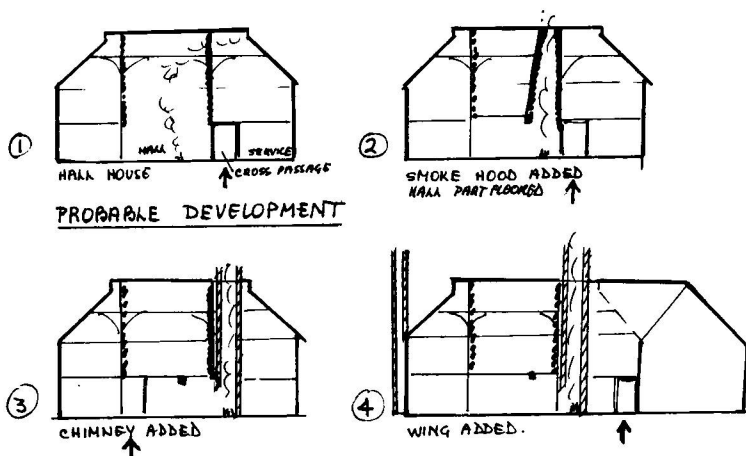 1
HALL
SERVICE
HALL HOUSE
CROSS PASSAGE
2
SMOKE HOOD ADDED
HALL PART FLOORED
PROBABLE DEVELOPMENT
3
CHIMNEY ADDED
4
WING ADDED.